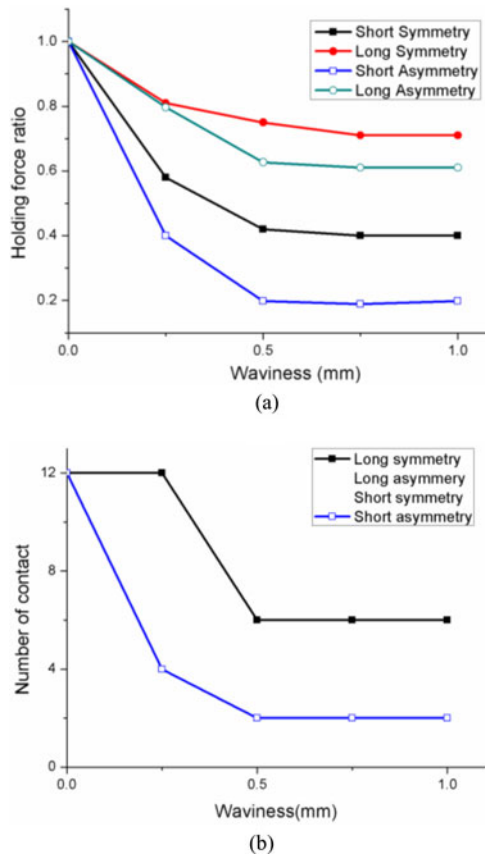 Short Symmetry
Long Symmetry
Short Asymmetry
Long Asymmetry
1.0
0.8
0.6
0.4
0.2
Holding force ratio
0.0
0.5
1.0
Waviness (mm)
(a)
Long symmetry
Long asymmery
Short symmetry
Short asymmetry
12
8
4
0
Number of contact
0.0
0.5
1.0
Waviness(mm)
(b)